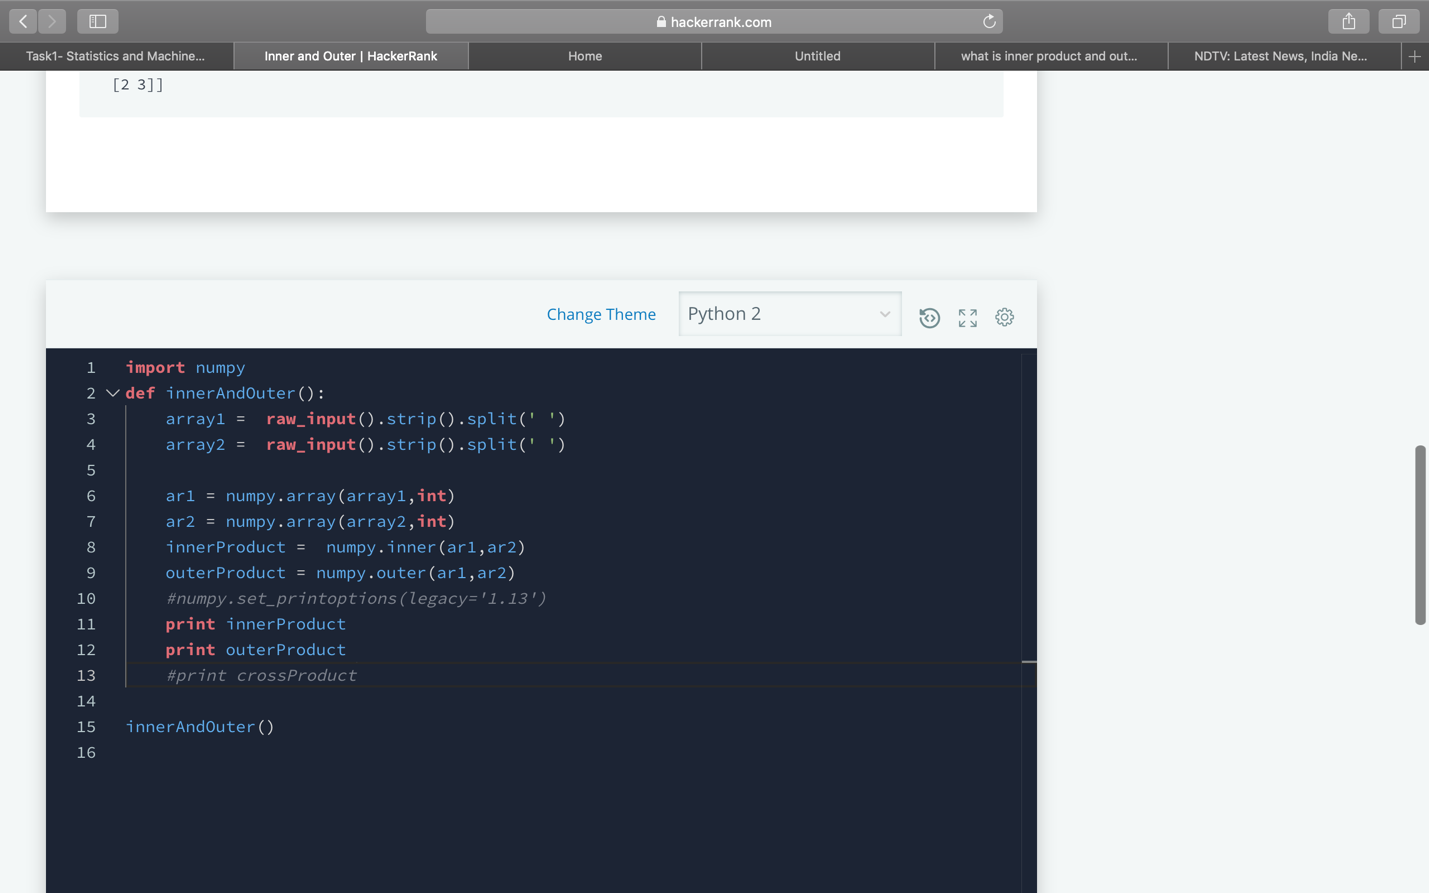 hackerrank.com
Task1- Statistics and Machine...
Inner and Outer | HackerRank
Home
Untitled
what is inner product and out...
NDTV: Latest News, India Ne...
[2 3]]
Change Theme
Python 2
1 import numpy
2 def innerAndOuter():
3 array1 =  raw_input().strip().split(' ')
4 array2 =  raw_input().strip().split(' ')
5
6 ar1 = numpy.array(array1,int)
7 ar2 = numpy.array(array2,int)
8 innerProduct =  numpy.inner(ar1,ar2)
9 outerProduct = numpy.outer(ar1,ar2)
10 #numpy.set_printoptions(legacy='1.13')
11 print innerProduct
12 print outerProduct
13 #print crossProduct
14
15 innerAndOuter()
16